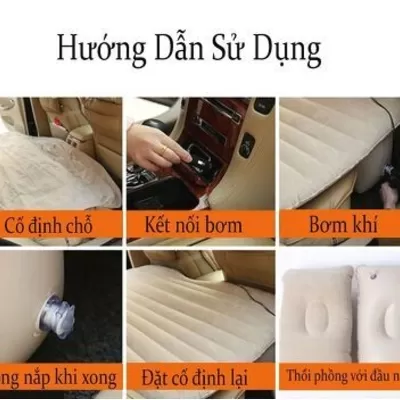 Hướng Dẫn Sử Dụng
Cố định chỗ
Kết nối bơm
Bơm khí
nắp khi xong
Đặt cố định lại
Thổi phồng với đầu